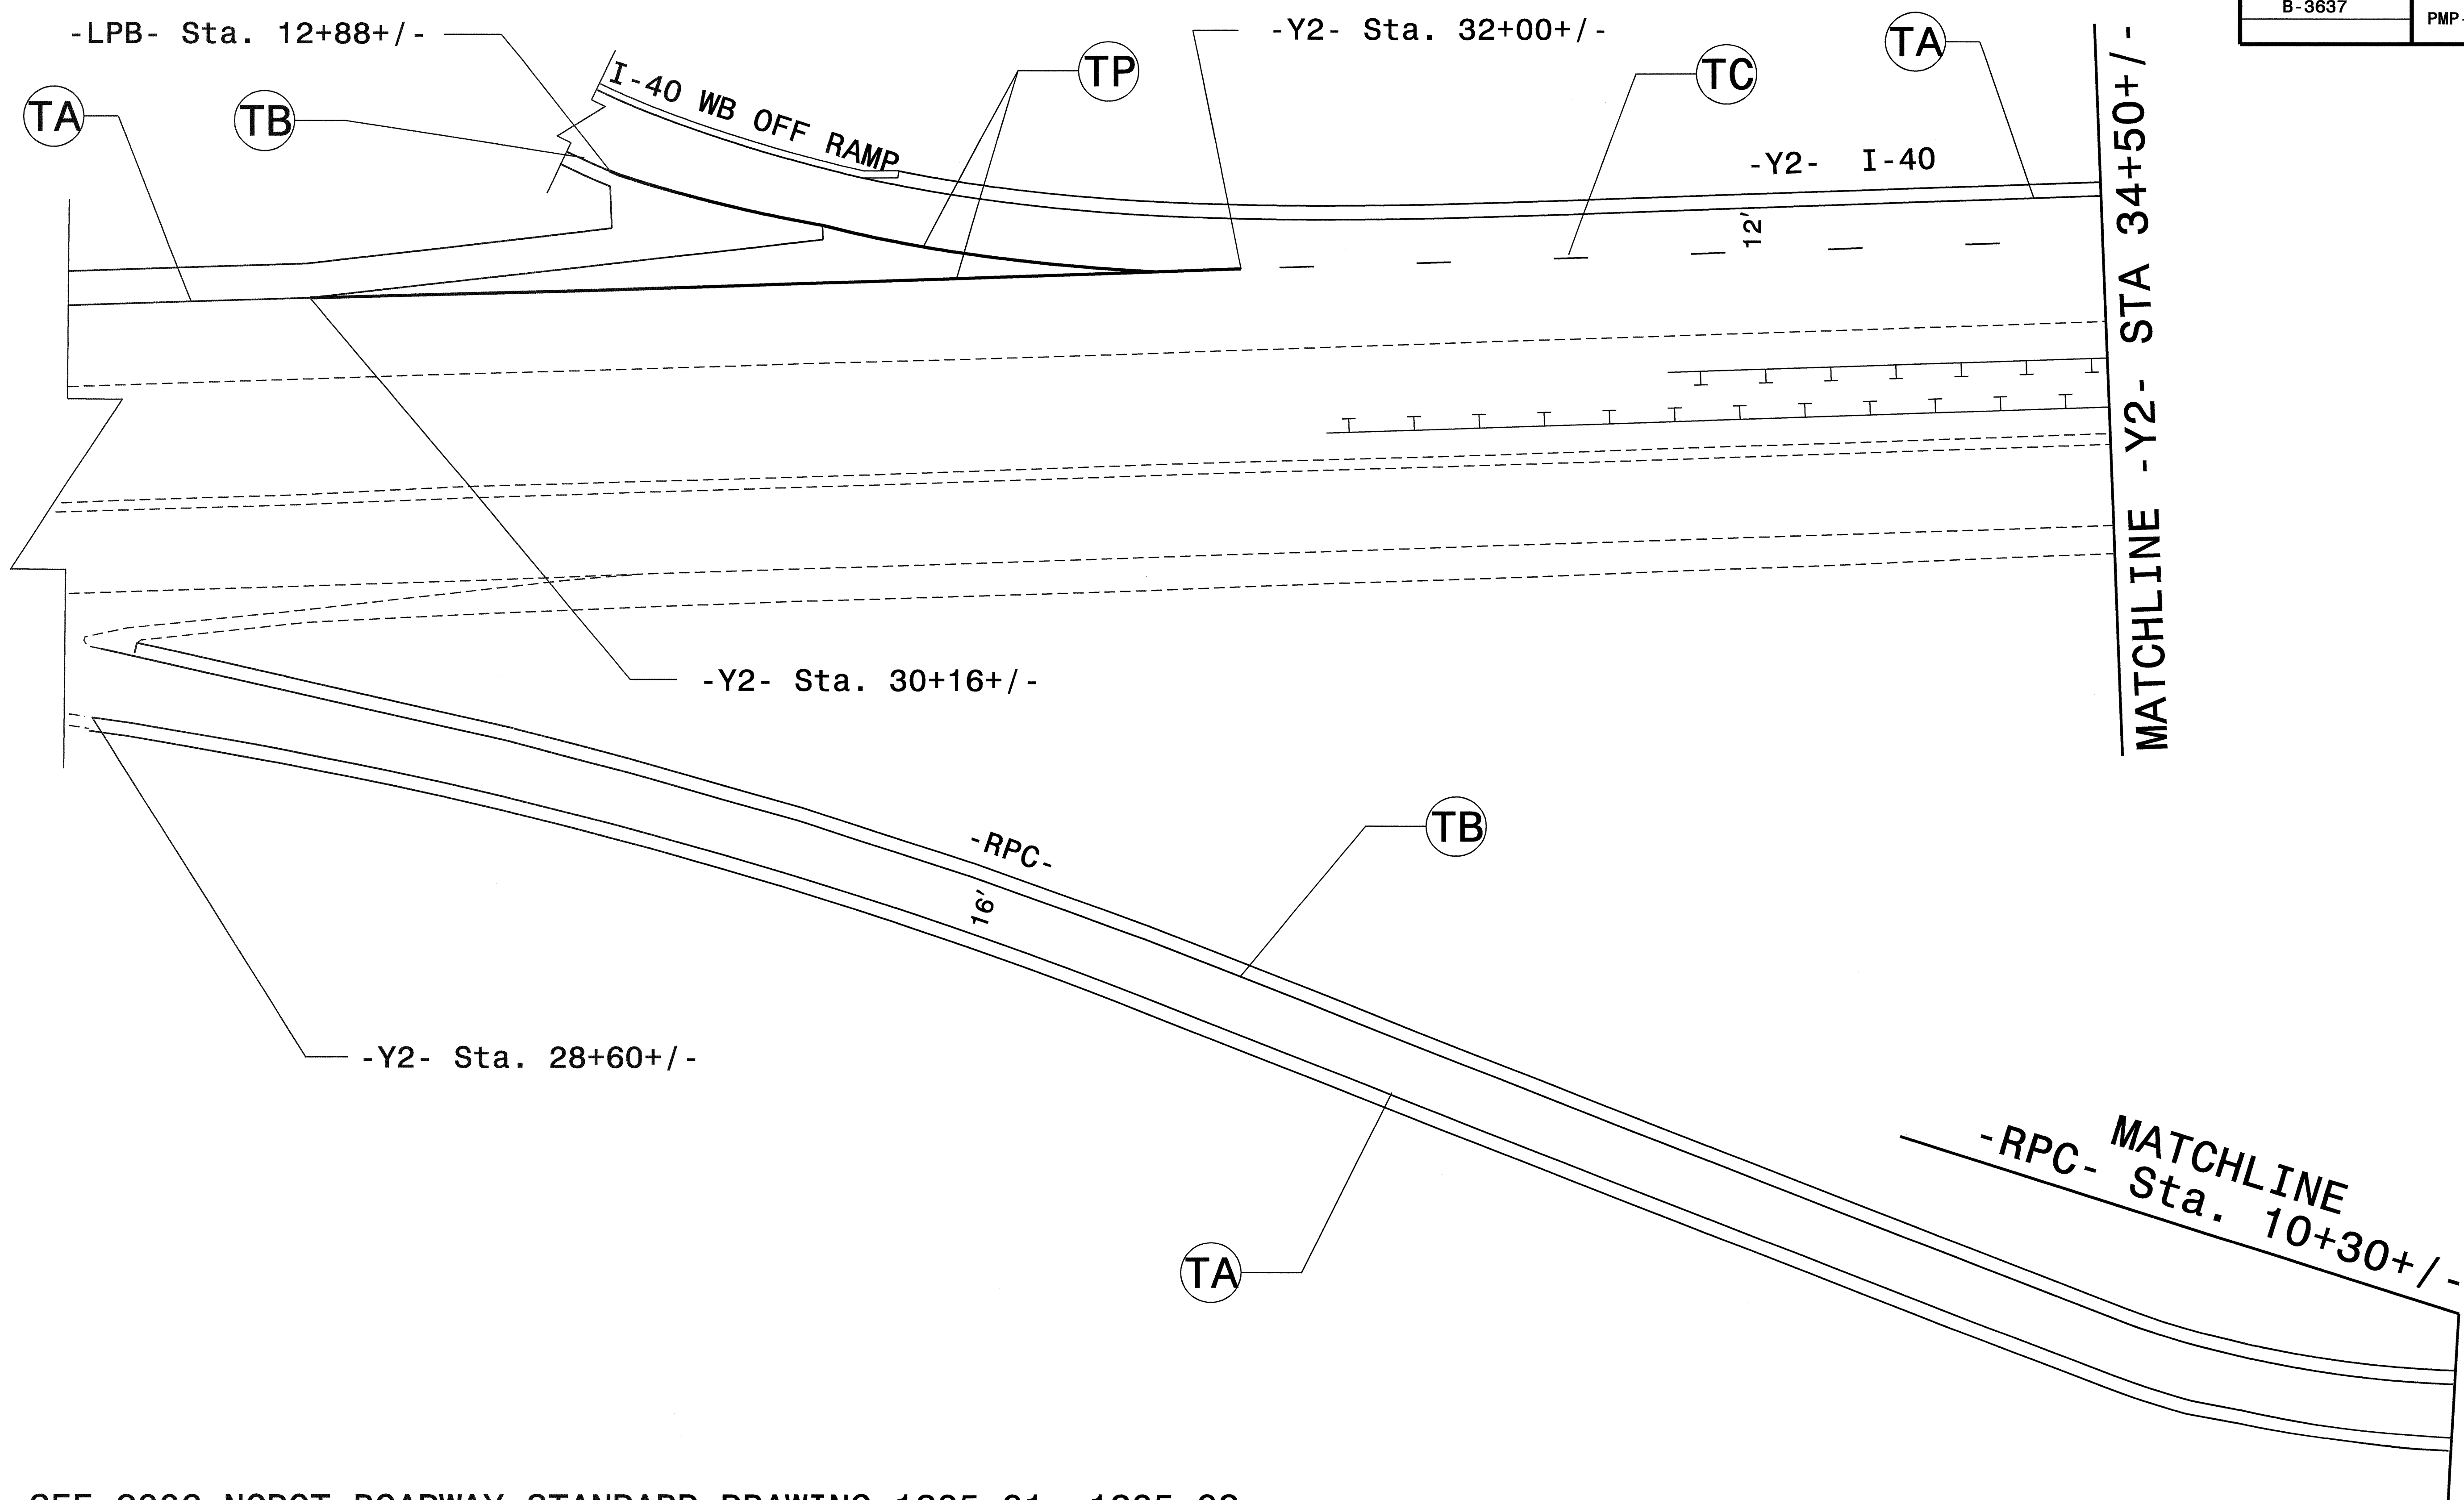 B-3637
PMP-
-LPB- Sta. 12+88+/-
-Y2- Sta. 32+00+/-
TA
TP
TC
TA
TB
I-40 WB OFF RAMP
-Y2- I-40
12'
MATCHLINE -Y2- STA 34+50+/-
-Y2- Sta. 30+16+/-
-RPC-
TB
16'
-Y2- Sta. 28+60+/-
TA
MATCHLINE
-RPC- Sta. 10+30+/-